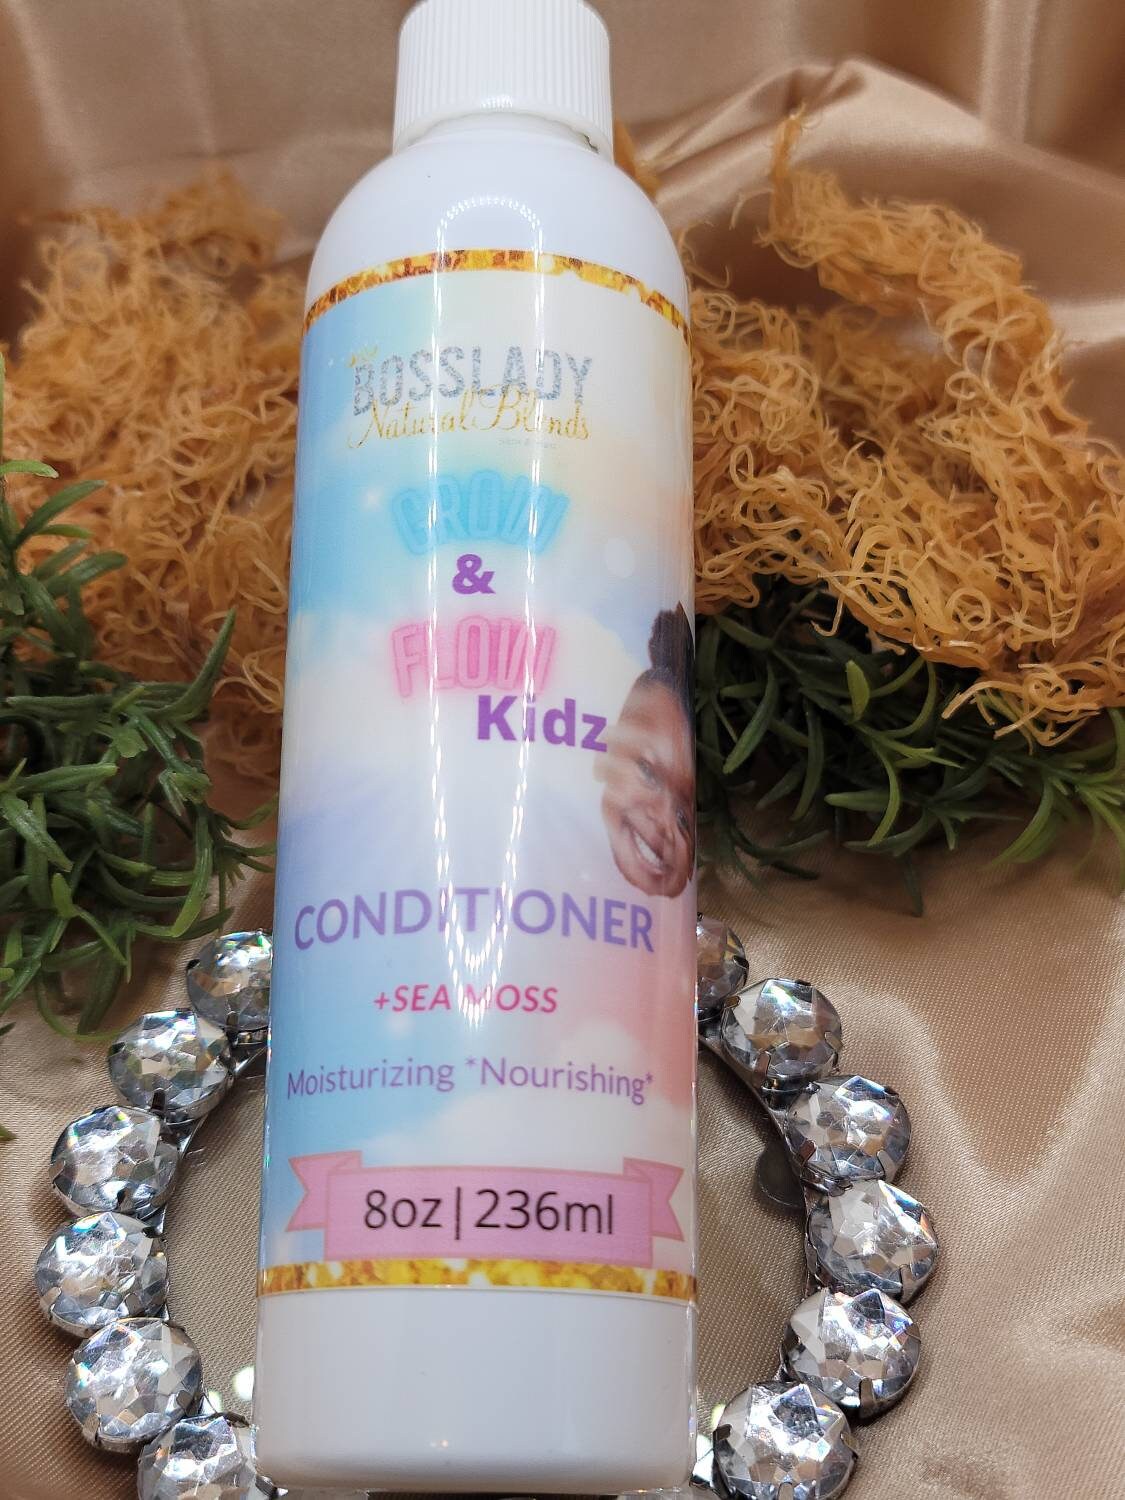 BOSSLADY
Natural Blends
GROW
&
FLOW
Kidz
CONDITIONER
+SEA MOSS
Moisturizing *Nourishing*
8oz|236ml